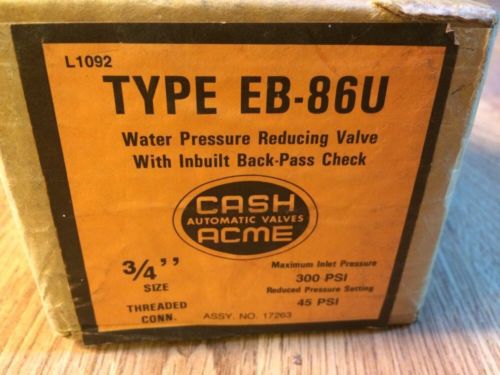 L1092
TYPE EB-86U
Water Pressure Reducing Valve
With Inbuilt Back-Pass Check
CASH
AUTOMATIC VALVES
ACME
3/4’’
SIZE
THREADED
CONN.
Maximum Inlet Pressure
300 PSI
Reduced Pressure Setting
45 PSI
ASSY. NO. 17263